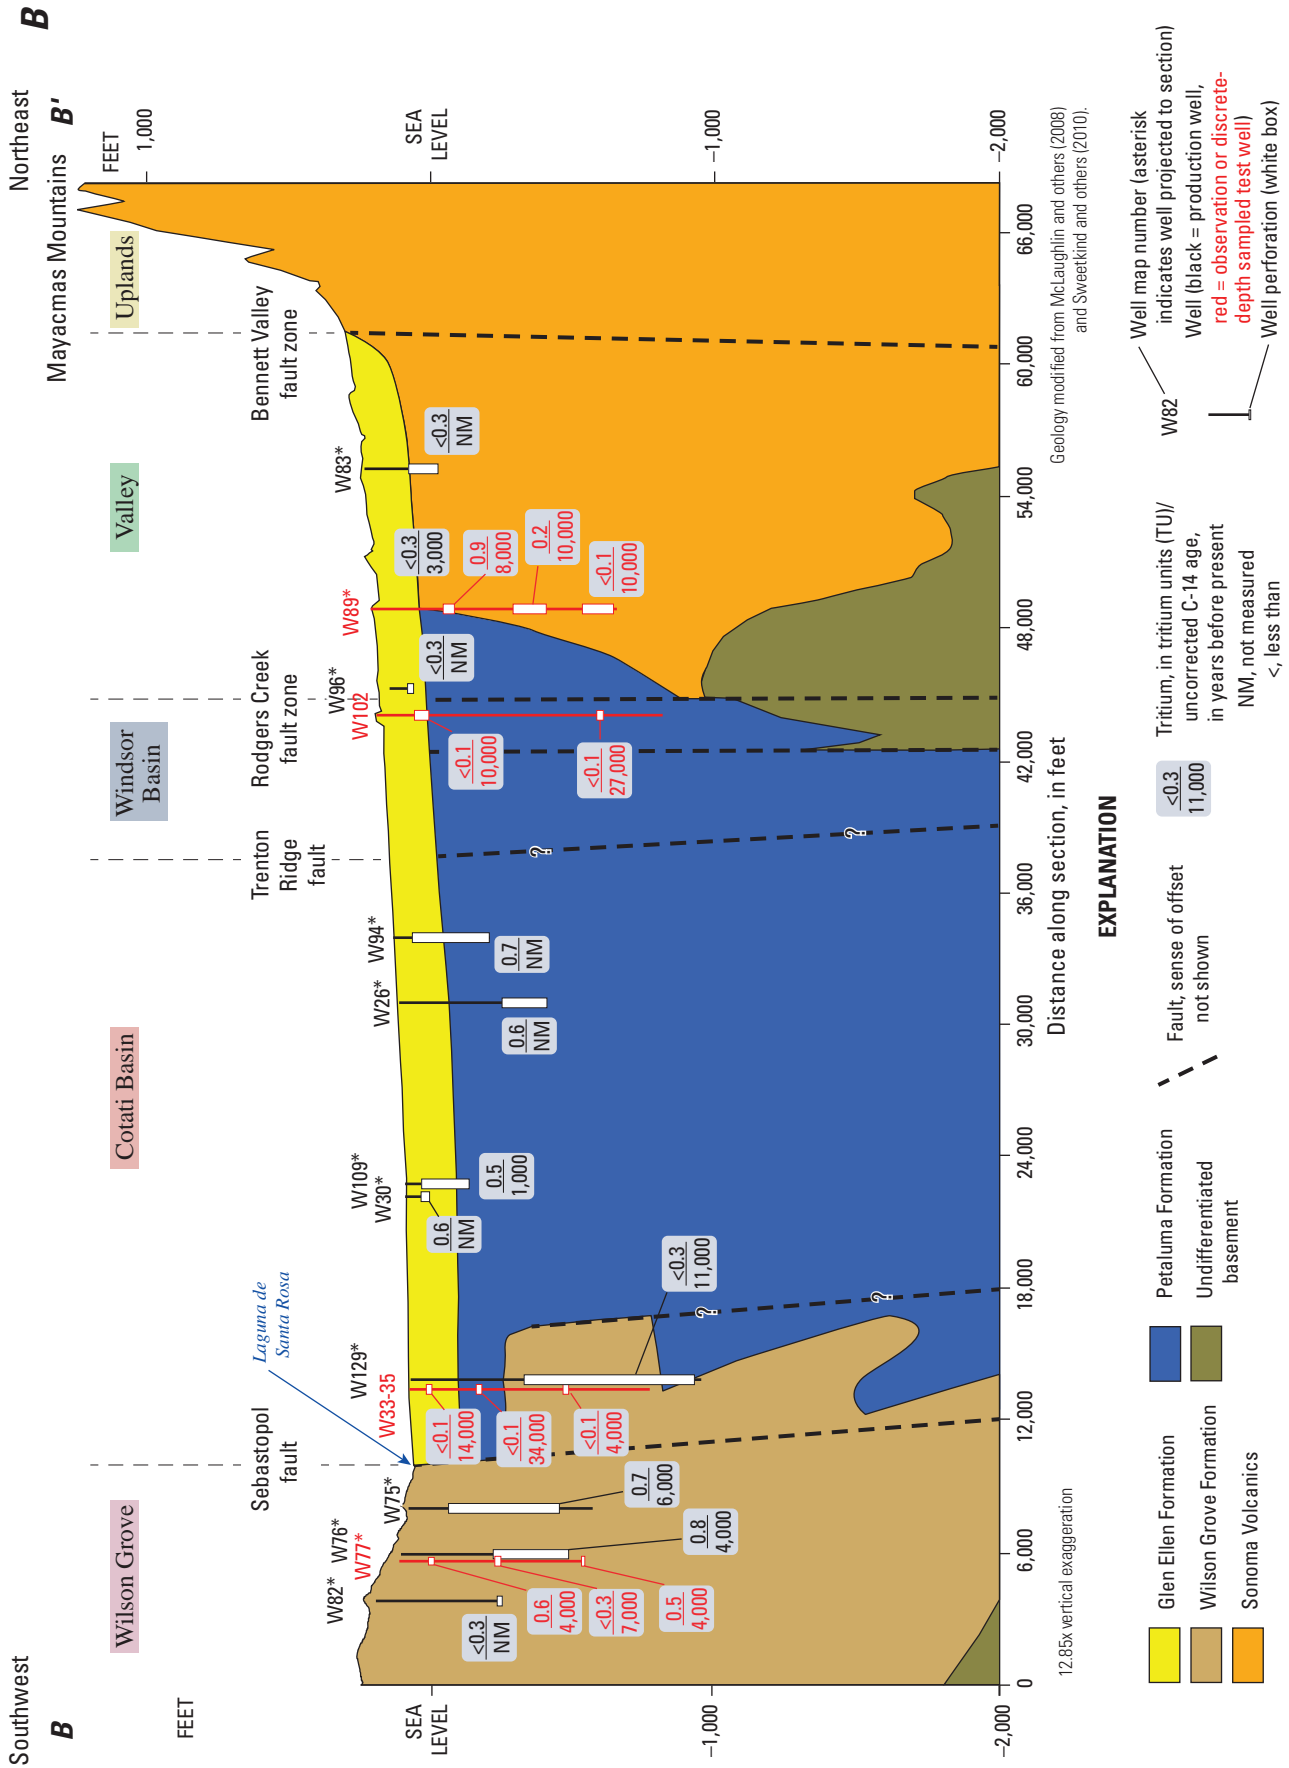 B
Southwest
Northeast
B
Mayacmas Mountains
B'
Wilson Grove
Cotati Basin
Windsor
Basin
Valley
Uplands
FEET
FEET
1,000
SEA
LEVEL
–1,000
–2,000
SEA
LEVEL
–1,000
–2,000
Sebastopol
fault
Laguna de
Santa Rosa
Trenton
Ridge
fault
Rodgers Creek
fault zone
Bennett Valley
fault zone
W82*
W76*
W77*
W75*
W33-35
W129*
W30*
W109*
W26*
W94*
W102
W96*
W89*
W83*
<0.3
NM
0.6
4,000
<0.3
7,000
0.5
4,000
0.8
4,000
0.7
6,000
<0.1
14,000
<0.1
34,000
<0.1
4,000
<0.3
11,000
0.6
NM
0.5
1,000
0.6
NM
0.7
NM
<0.1
10,000
<0.1
27,000
<0.3
NM
<0.3
3,000
0.9
8,000
0.2
10,000
<0.1
10,000
<0.3
NM
?
?
?
?
0
6,000
12,000
18,000
24,000
30,000
36,000
42,000
48,000
54,000
60,000
66,000
Distance along section, in feet
12.85x vertical exaggeration
Geology modified from McLaughlin and others (2008)
and Sweetkind and others (2010).
EXPLANATION
Glen Ellen Formation
Wilson Grove Formation
Sonoma Volcanics
Petaluma Formation
Undifferentiated
basement
Fault, sense of offset
not shown
<0.3
11,000
Tritium, in tritium units (TU)/
uncorrected C-14 age,
in years before present
NM, not measured
<, less than
W82
Well map number (asterisk
indicates well projected to section)
Well (black = production well,
red = observation or discrete-
depth sampled test well)
Well perforation (white box)